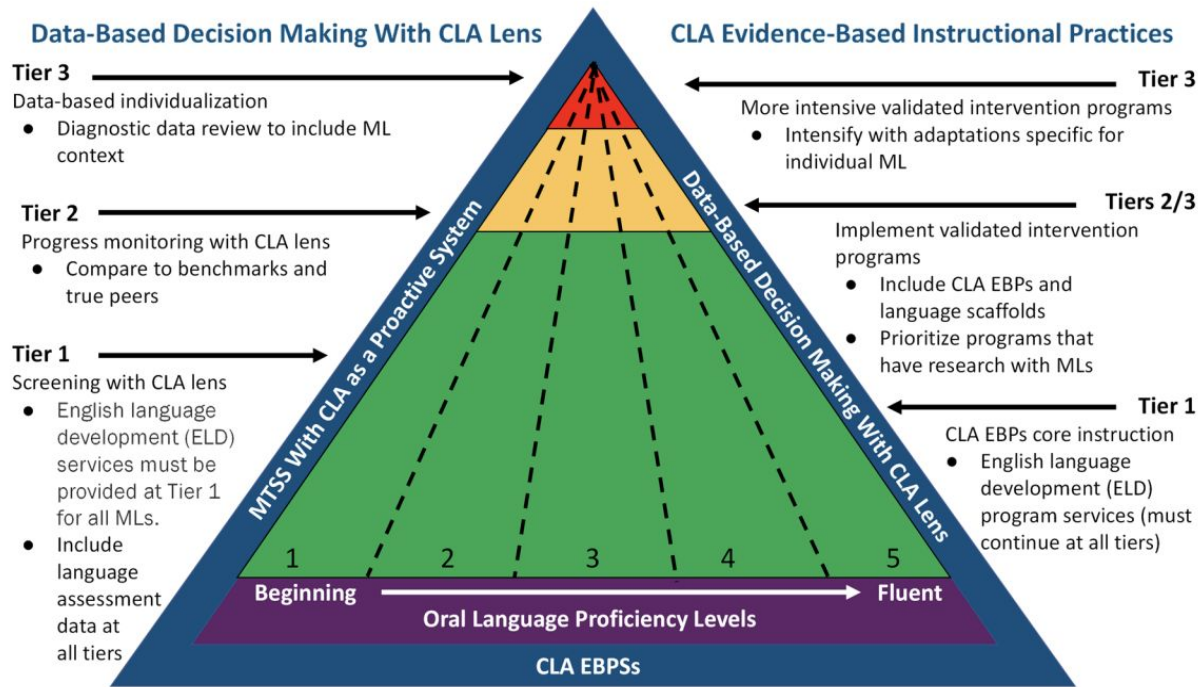 Data-Based Decision Making With CLA Lens
Tier 3
Data-based individualization
● Diagnostic data review to include ML
context
Tier 2
Progress monitoring with CLA lens
● Compare to benchmarks and
true peers
Tier 1
Screening with CLA lens
● English language
development (ELD)
services must be
provided at Tier 1
for all MLs.
● Include
language
assessment
data at
all tiers
CLA Evidence-Based Instructional Practices
Tier 3
More intensive validated intervention programs
● Intensify with adaptations specific for
individual ML
Tiers 2/3
Implement validated intervention
programs
● Include CLA EBPs and
language scaffolds
● Prioritize programs that
have research with MLs
Tier 1
CLA EBPs core instruction
● English language
development (ELD)
program services (must
continue at all tiers)
MTSS With CLA as a Proactive System
Data-Based Decision Making With CLA Lens
1 2 3 4 5
Beginning Fluent
Oral Language Proficiency Levels
CLA EBPSs